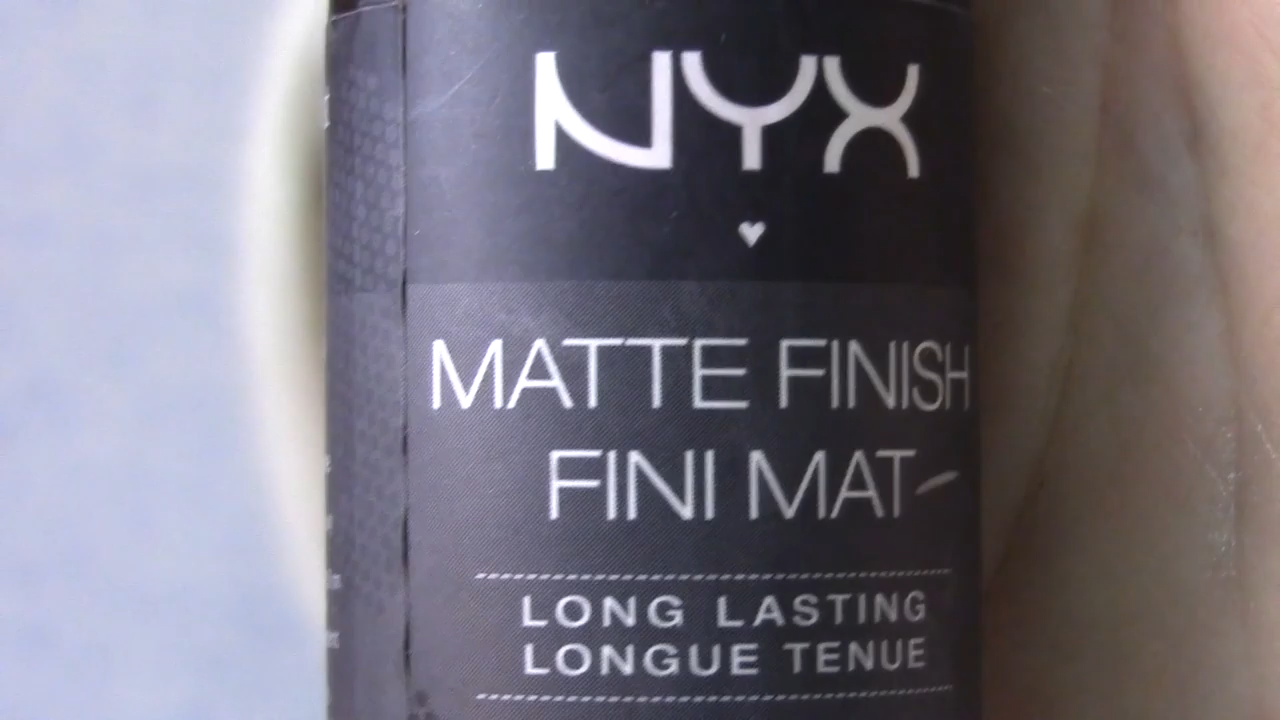 NYX
MATTE FINISH
FINI MAT
LONG LASTING
LONGUE TENUE